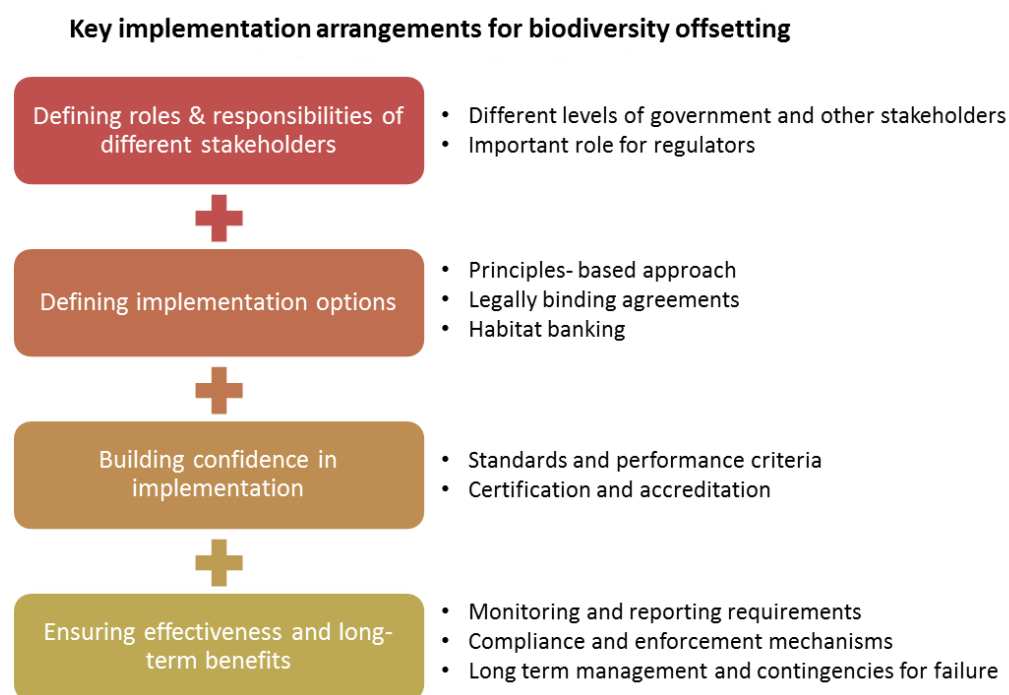 Key implementation arrangements for biodiversity offsetting
Defining roles & responsibilities of
different stakeholders
• Different levels of government and other stakeholders
• Important role for regulators
Defining implementation options
• Principles- based approach
• Legally binding agreements
• Habitat banking
Building confidence in
implementation
• Standards and performance criteria
• Certification and accreditation
Ensuring effectiveness and long-
term benefits
• Monitoring and reporting requirements
• Compliance and enforcement mechanisms
• Long term management and contingencies for failure